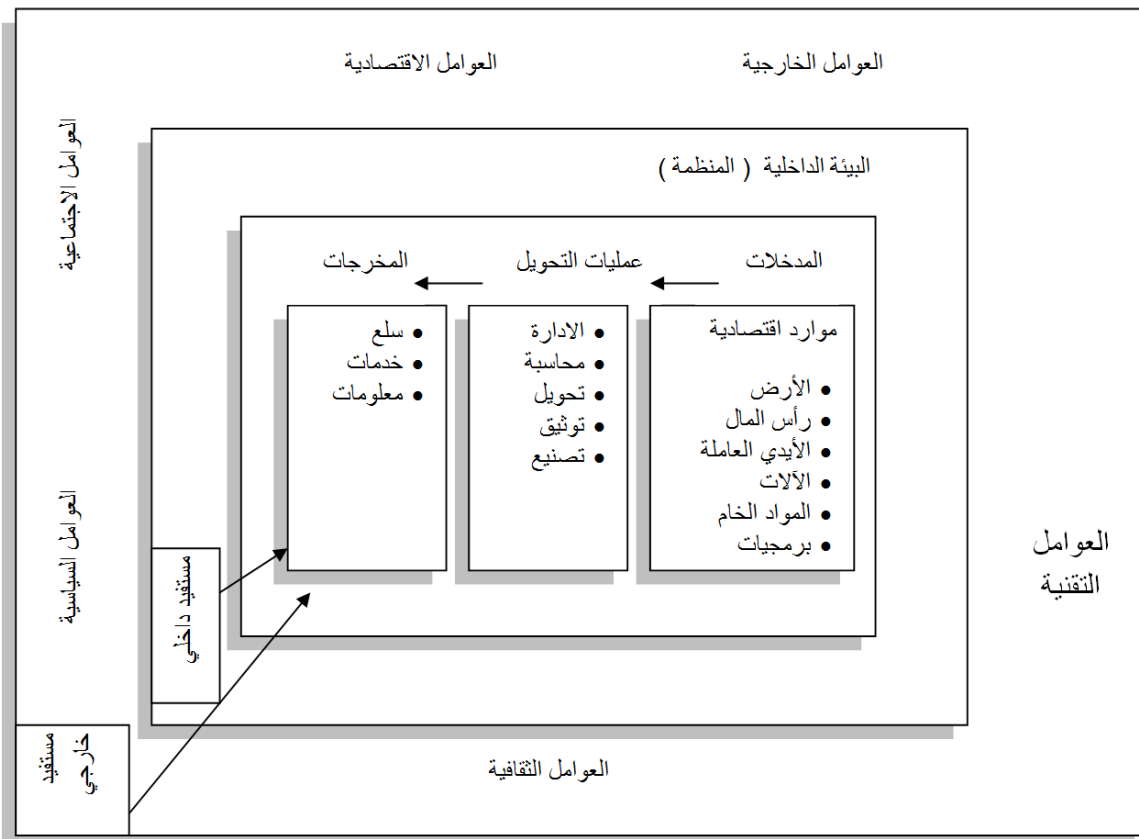 العوامل الخارجية
العوامل الاقتصادية
العوامل الاجتماعية
العوامل السياسية
العوامل
التقنية
البيئة الداخلية ( المنظمة )
المدخلات
عمليات التحويل
المخرجات
موارد اقتصادية
• الأرض
• رأس المال
• الأيدي العاملة
• الآلات
• المواد الخام
• برمجيات
• الادارة
• محاسبة
• تحويل
• توثيق
• تصنيع
• سلع
• خدمات
• معلومات
مستفيد داخلي
مستفيد
خارجي
العوامل الثقافية